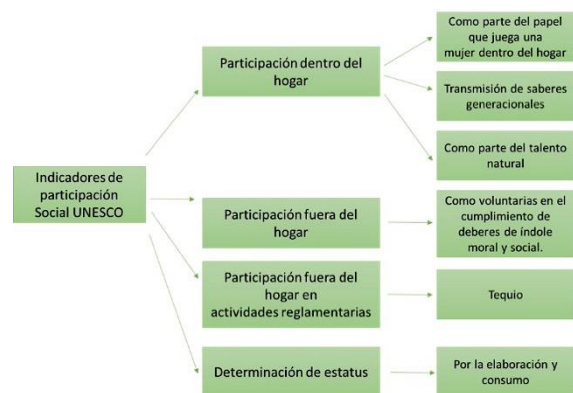 Indicadores de
participación
Social UNESCO
Participación dentro del
hogar
Como parte del papel
que juega una
mujer dentro del hogar
Transmisión de saberes
generacionales
Como parte del talento
natural
Participación fuera del
hogar
Como voluntarias en el
cumplimiento de
deberes de índole
moral y social.
Participación fuera del
hogar en
actividades reglamentarias
Tequio
Determinación de estatus
Por la elaboración y
consumo